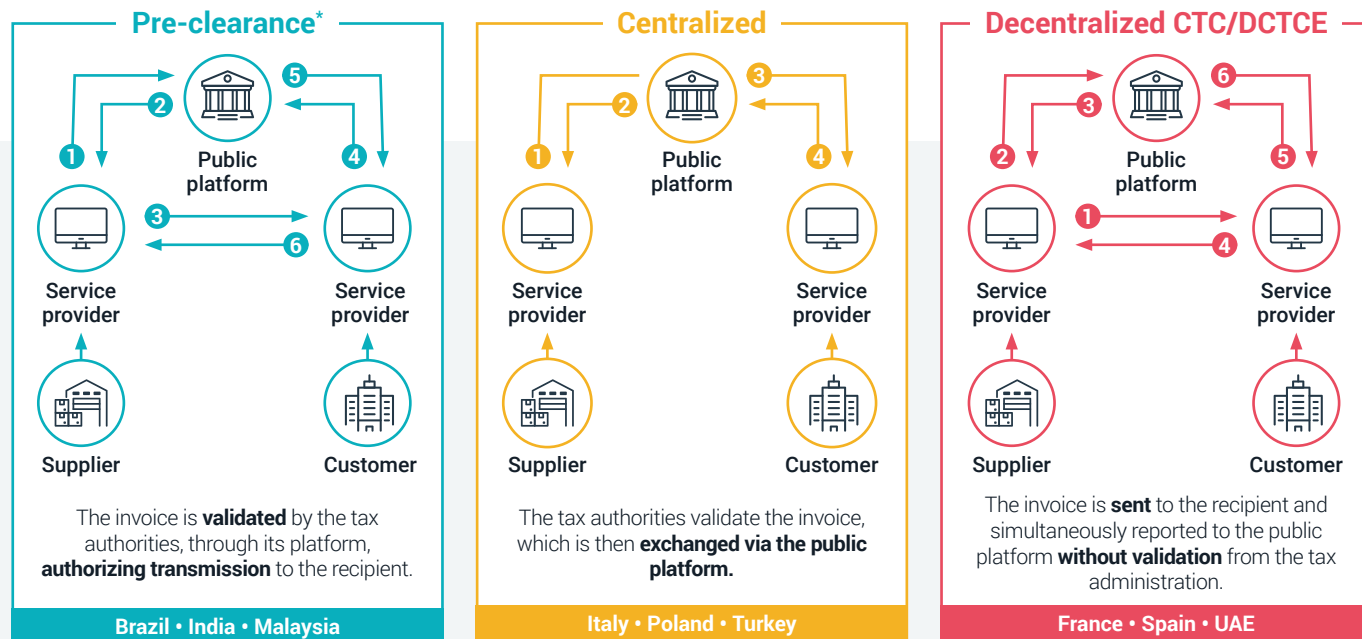 Pre-clearance*
5
2
1
4
Public
platform
3
6
Service
provider
Service
provider
Supplier
Customer
The invoice is validated by the tax
authorities, through its platform,
authorizing transmission to the recipient.
Brazil • India • Malaysia
Centralized
3
2
1
4
Public
platform
Service
provider
Service
provider
Supplier
Customer
The tax authorities validate the invoice,
which is then exchanged via the public
platform.
Italy • Poland • Turkey
Decentralized CTC/DCTCE
6
3
2
5
Public
platform
1
4
Service
provider
Service
provider
Supplier
Customer
The invoice is sent to the recipient and
simultaneously reported to the public
platform without validation from the tax
administration.
France • Spain • UAE